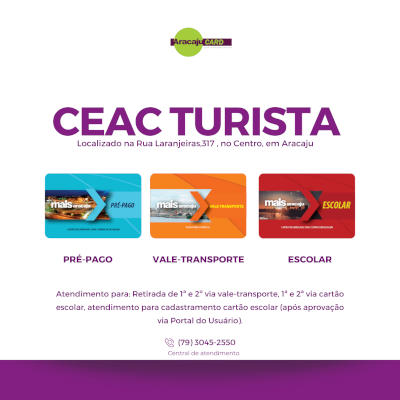 Aracaju CARD
CEAC TURISTA
Localizado na Rua Laranjeiras,317 , no Centro, em Aracaju
mais aracaju PRÉ-PAGO
mais aracaju VALE-TRANSPORTE
mais aracaju ESCOLAR
PRÉ-PAGO
VALE-TRANSPORTE
ESCOLAR
Atendimento para: Retirada de 1ª e 2ª via vale-transporte, 1ª e 2ª via cartão
escolar, atendimento para cadastramento cartão escolar (após aprovação
via Portal do Usuário).
(79) 3045-2550
Central de atendimento